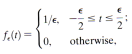 f_ε(t) = { 1/ε, -ε/2 ≤ t ≤ ε/2;
0, otherwise.